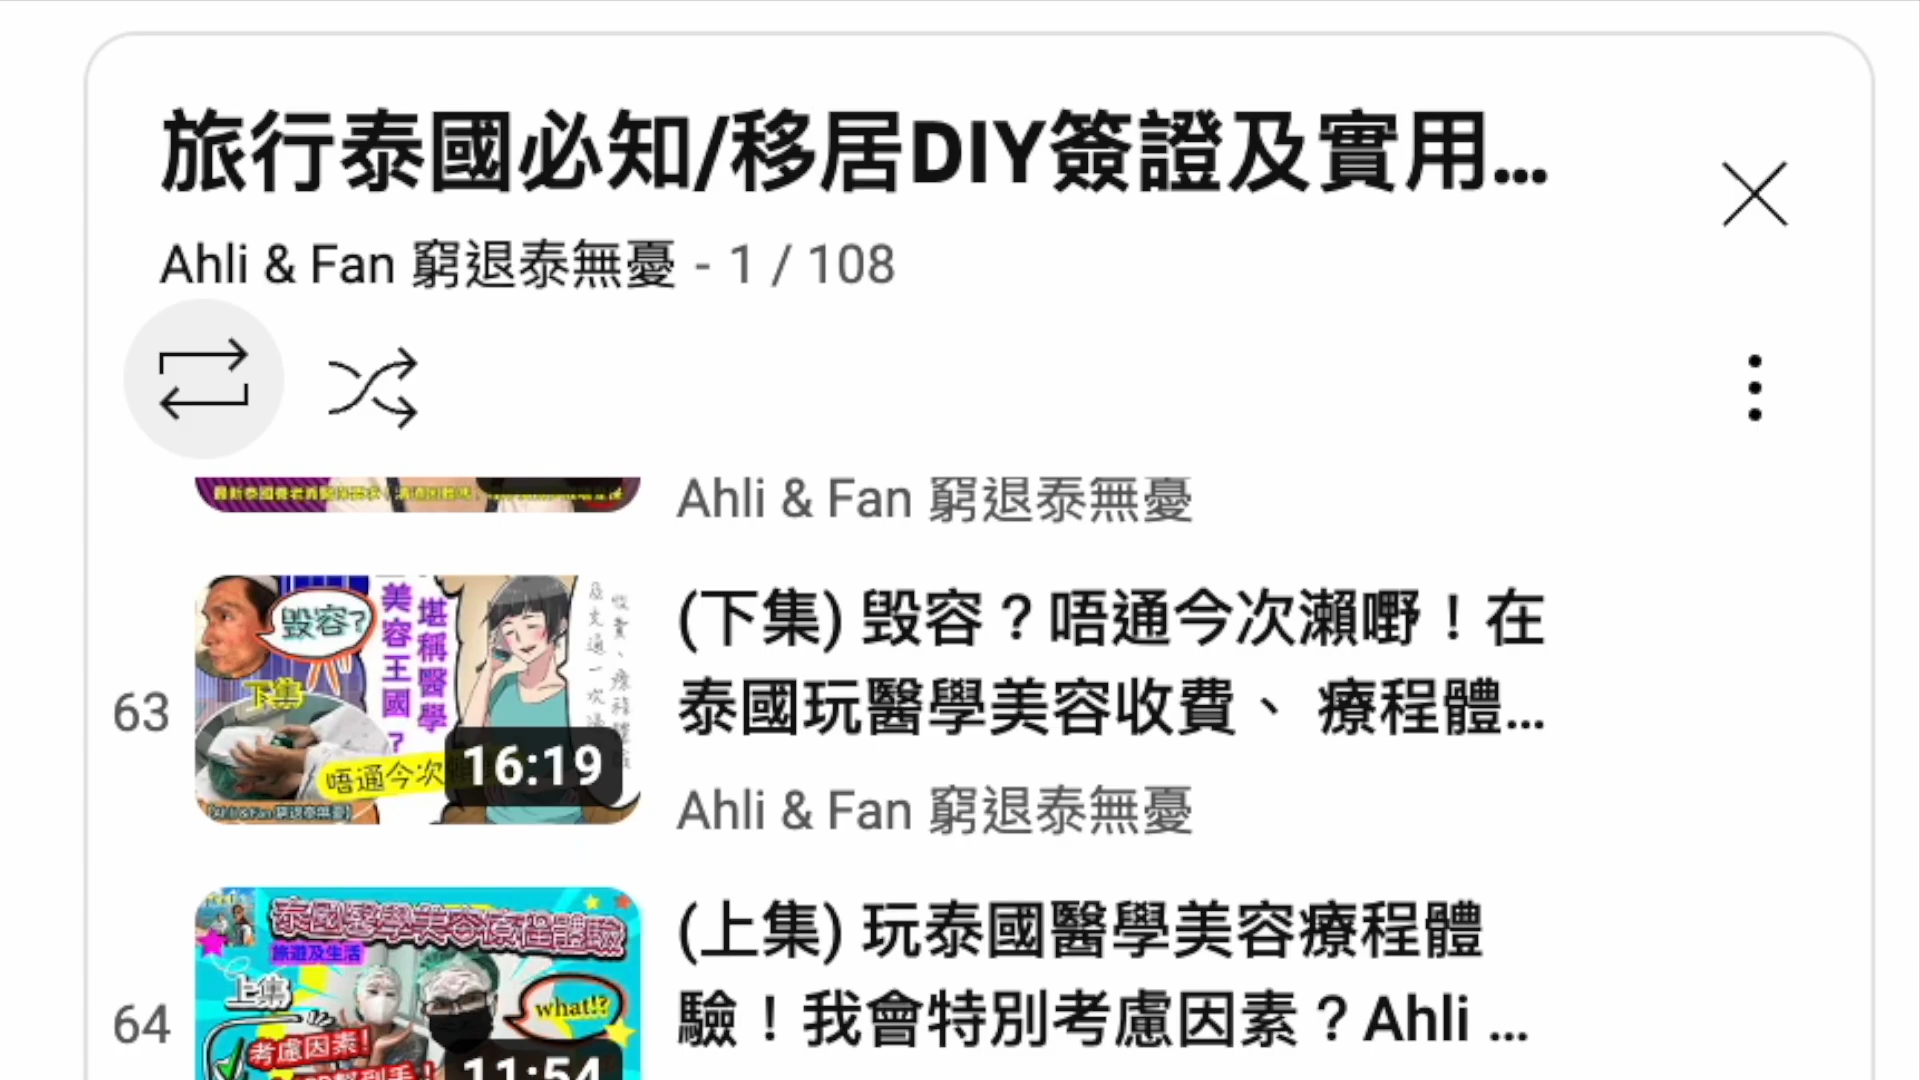 旅行泰國必知/移居DIY簽證及實用...
Ahli & Fan 窮退泰無憂 - 1 / 108
Ahli & Fan 窮退泰無憂
63
毀容?
下集
美容王國?
堪稱醫學
唔通今次
16:19
(下集) 毀容？唔通今次瀨嘢！在
泰國玩醫學美容收費、 療程體...
Ahli & Fan 窮退泰無憂
64
泰國醫學美容療程體驗
旅遊及生活
上集
what!?
考慮因素!
11:54
(上集) 玩泰國醫學美容療程體
驗！我會特別考慮因素？Ahli ...